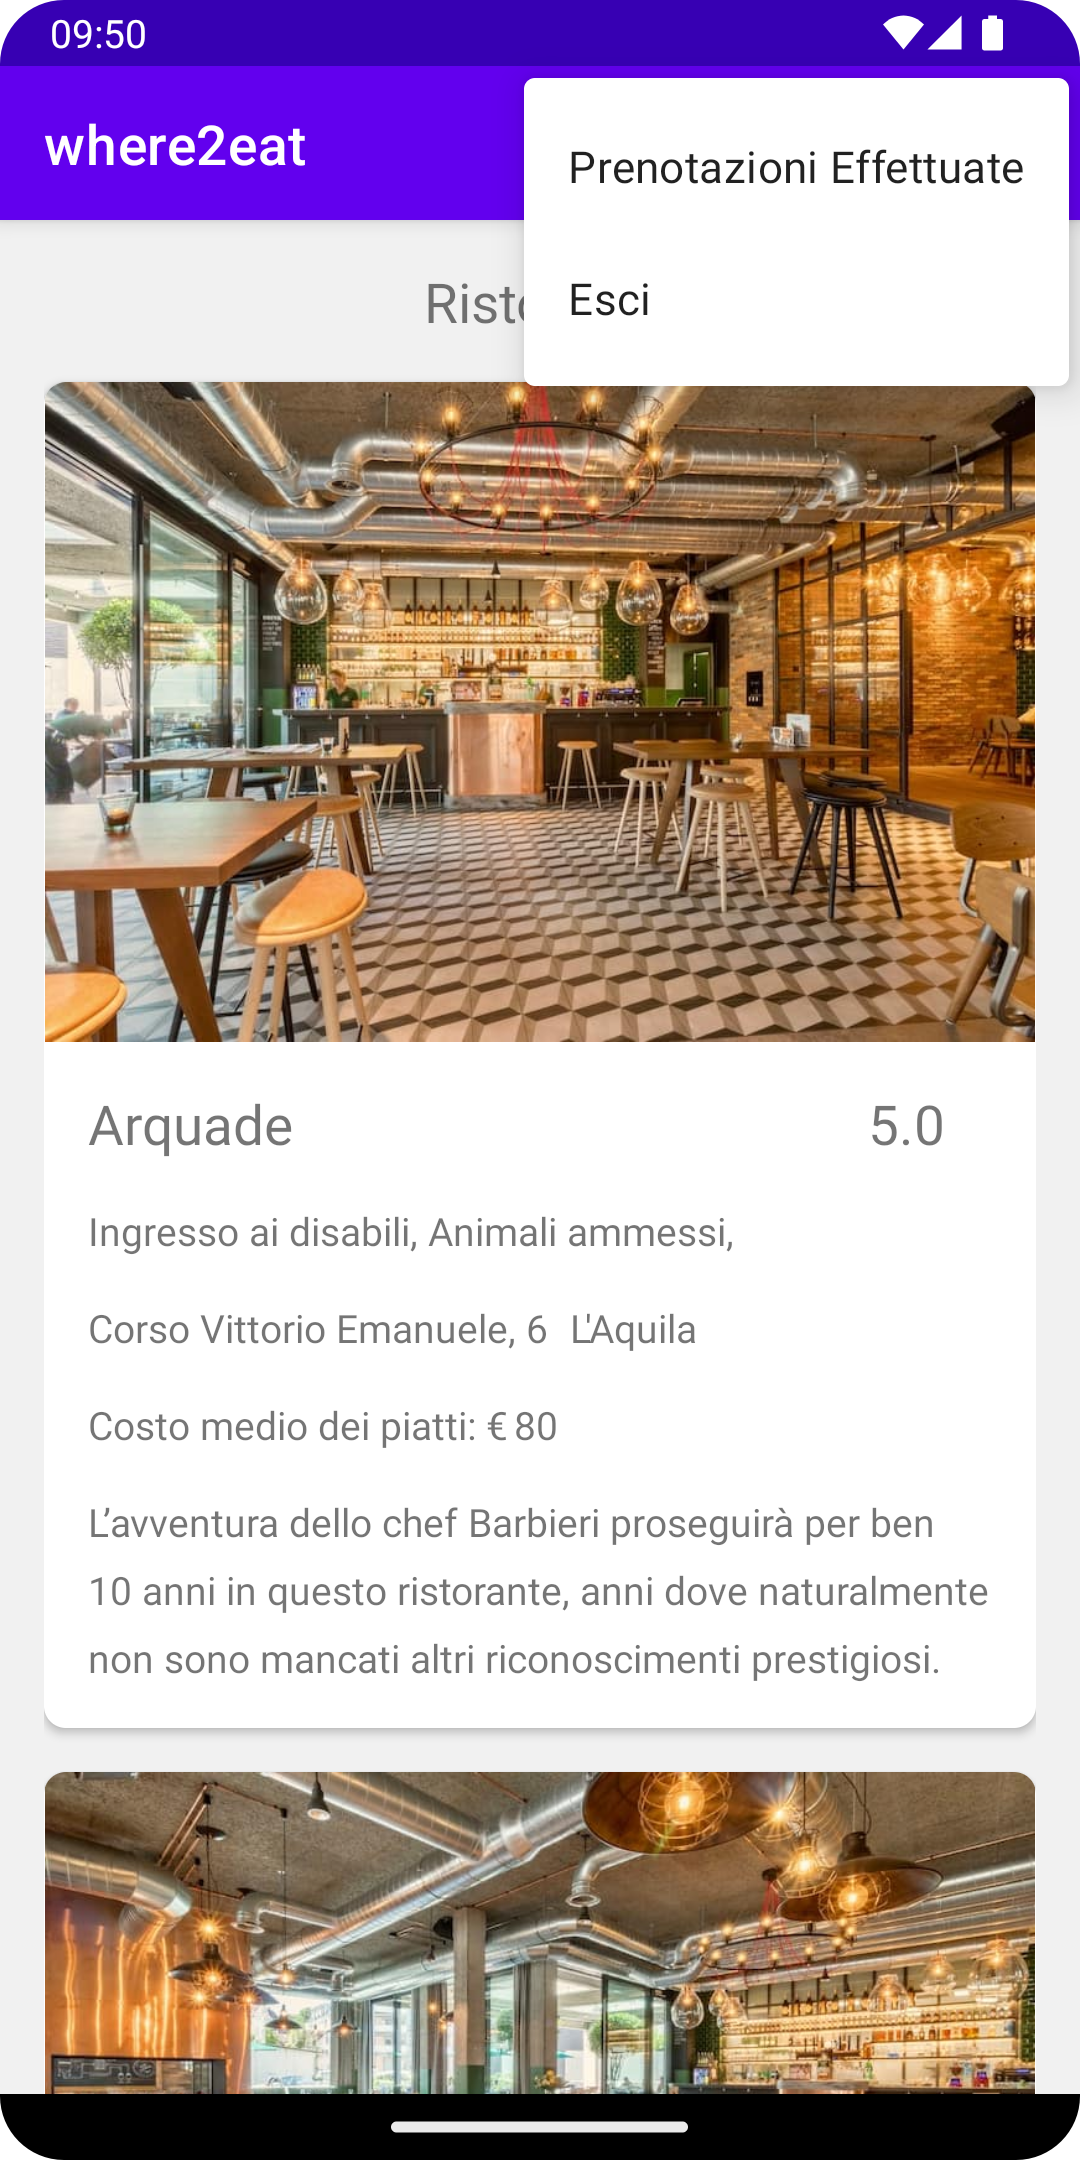 09:50
where2eat
Prenotazioni Effettuate
Esci
Arquade
5.0
Ingresso ai disabili, Animali ammessi,
Corso Vittorio Emanuele, 6  L'Aquila
Costo medio dei piatti: € 80
L’avventura dello chef Barbieri proseguirà per ben
10 anni in questo ristorante, anni dove naturalmente
non sono mancati altri riconoscimenti prestigiosi.